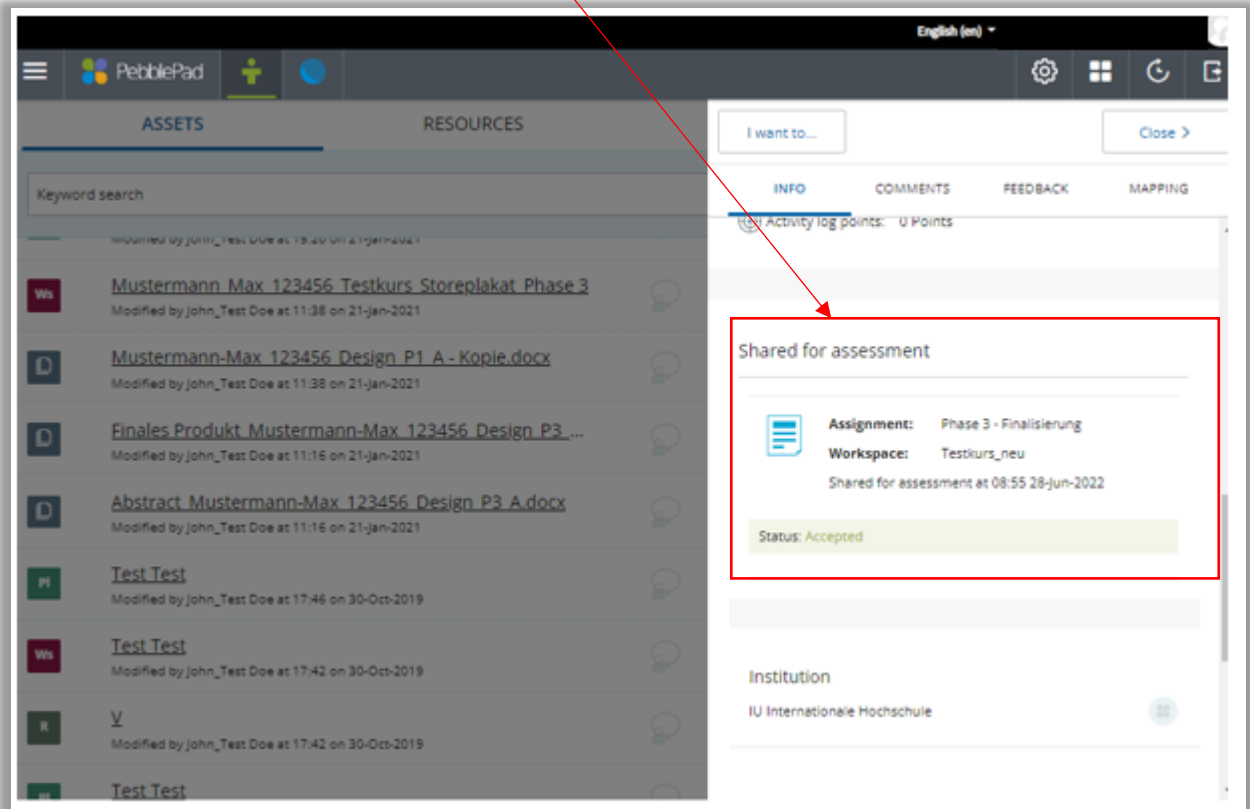 English (en)
PebblePad
ASSETS RESOURCES
Keyword search
Modified by John_Test Doe at 19:20 on 21-Jan-2021
Ws
Mustermann_Max_123456_Testkurs_Storeplakat_Phase 3
Modified by John_Test Doe at 11:38 on 21-Jan-2021
Mustermann-Max_123456_Design_P1_A - Kopie.docx
Modified by John_Test Doe at 11:38 on 21-Jan-2021
Finales Produkt_Mustermann-Max_123456_Design_P3_...
Modified by John_Test Doe at 11:16 on 21-Jan-2021
Abstract_Mustermann-Max_123456_Design_P3_A.docx
Modified by John_Test Doe at 11:16 on 21-Jan-2021
Pl
Test Test
Modified by John_Test Doe at 17:46 on 30-Oct-2019
Ws
Test Test
Modified by John_Test Doe at 17:42 on 30-Oct-2019
R
V
Modified by John_Test Doe at 17:42 on 30-Oct-2019
Pl
Test Test
I want to...
Close >
INFO COMMENTS FEEDBACK MAPPING
Activity log points: 0 Points
Shared for assessment
Assignment: Phase 3 - Finalisierung
Workspace: Testkurs_neu
Shared for assessment at 08:55 28-Jun-2022
Status: Accepted
Institution
IU Internationale Hochschule